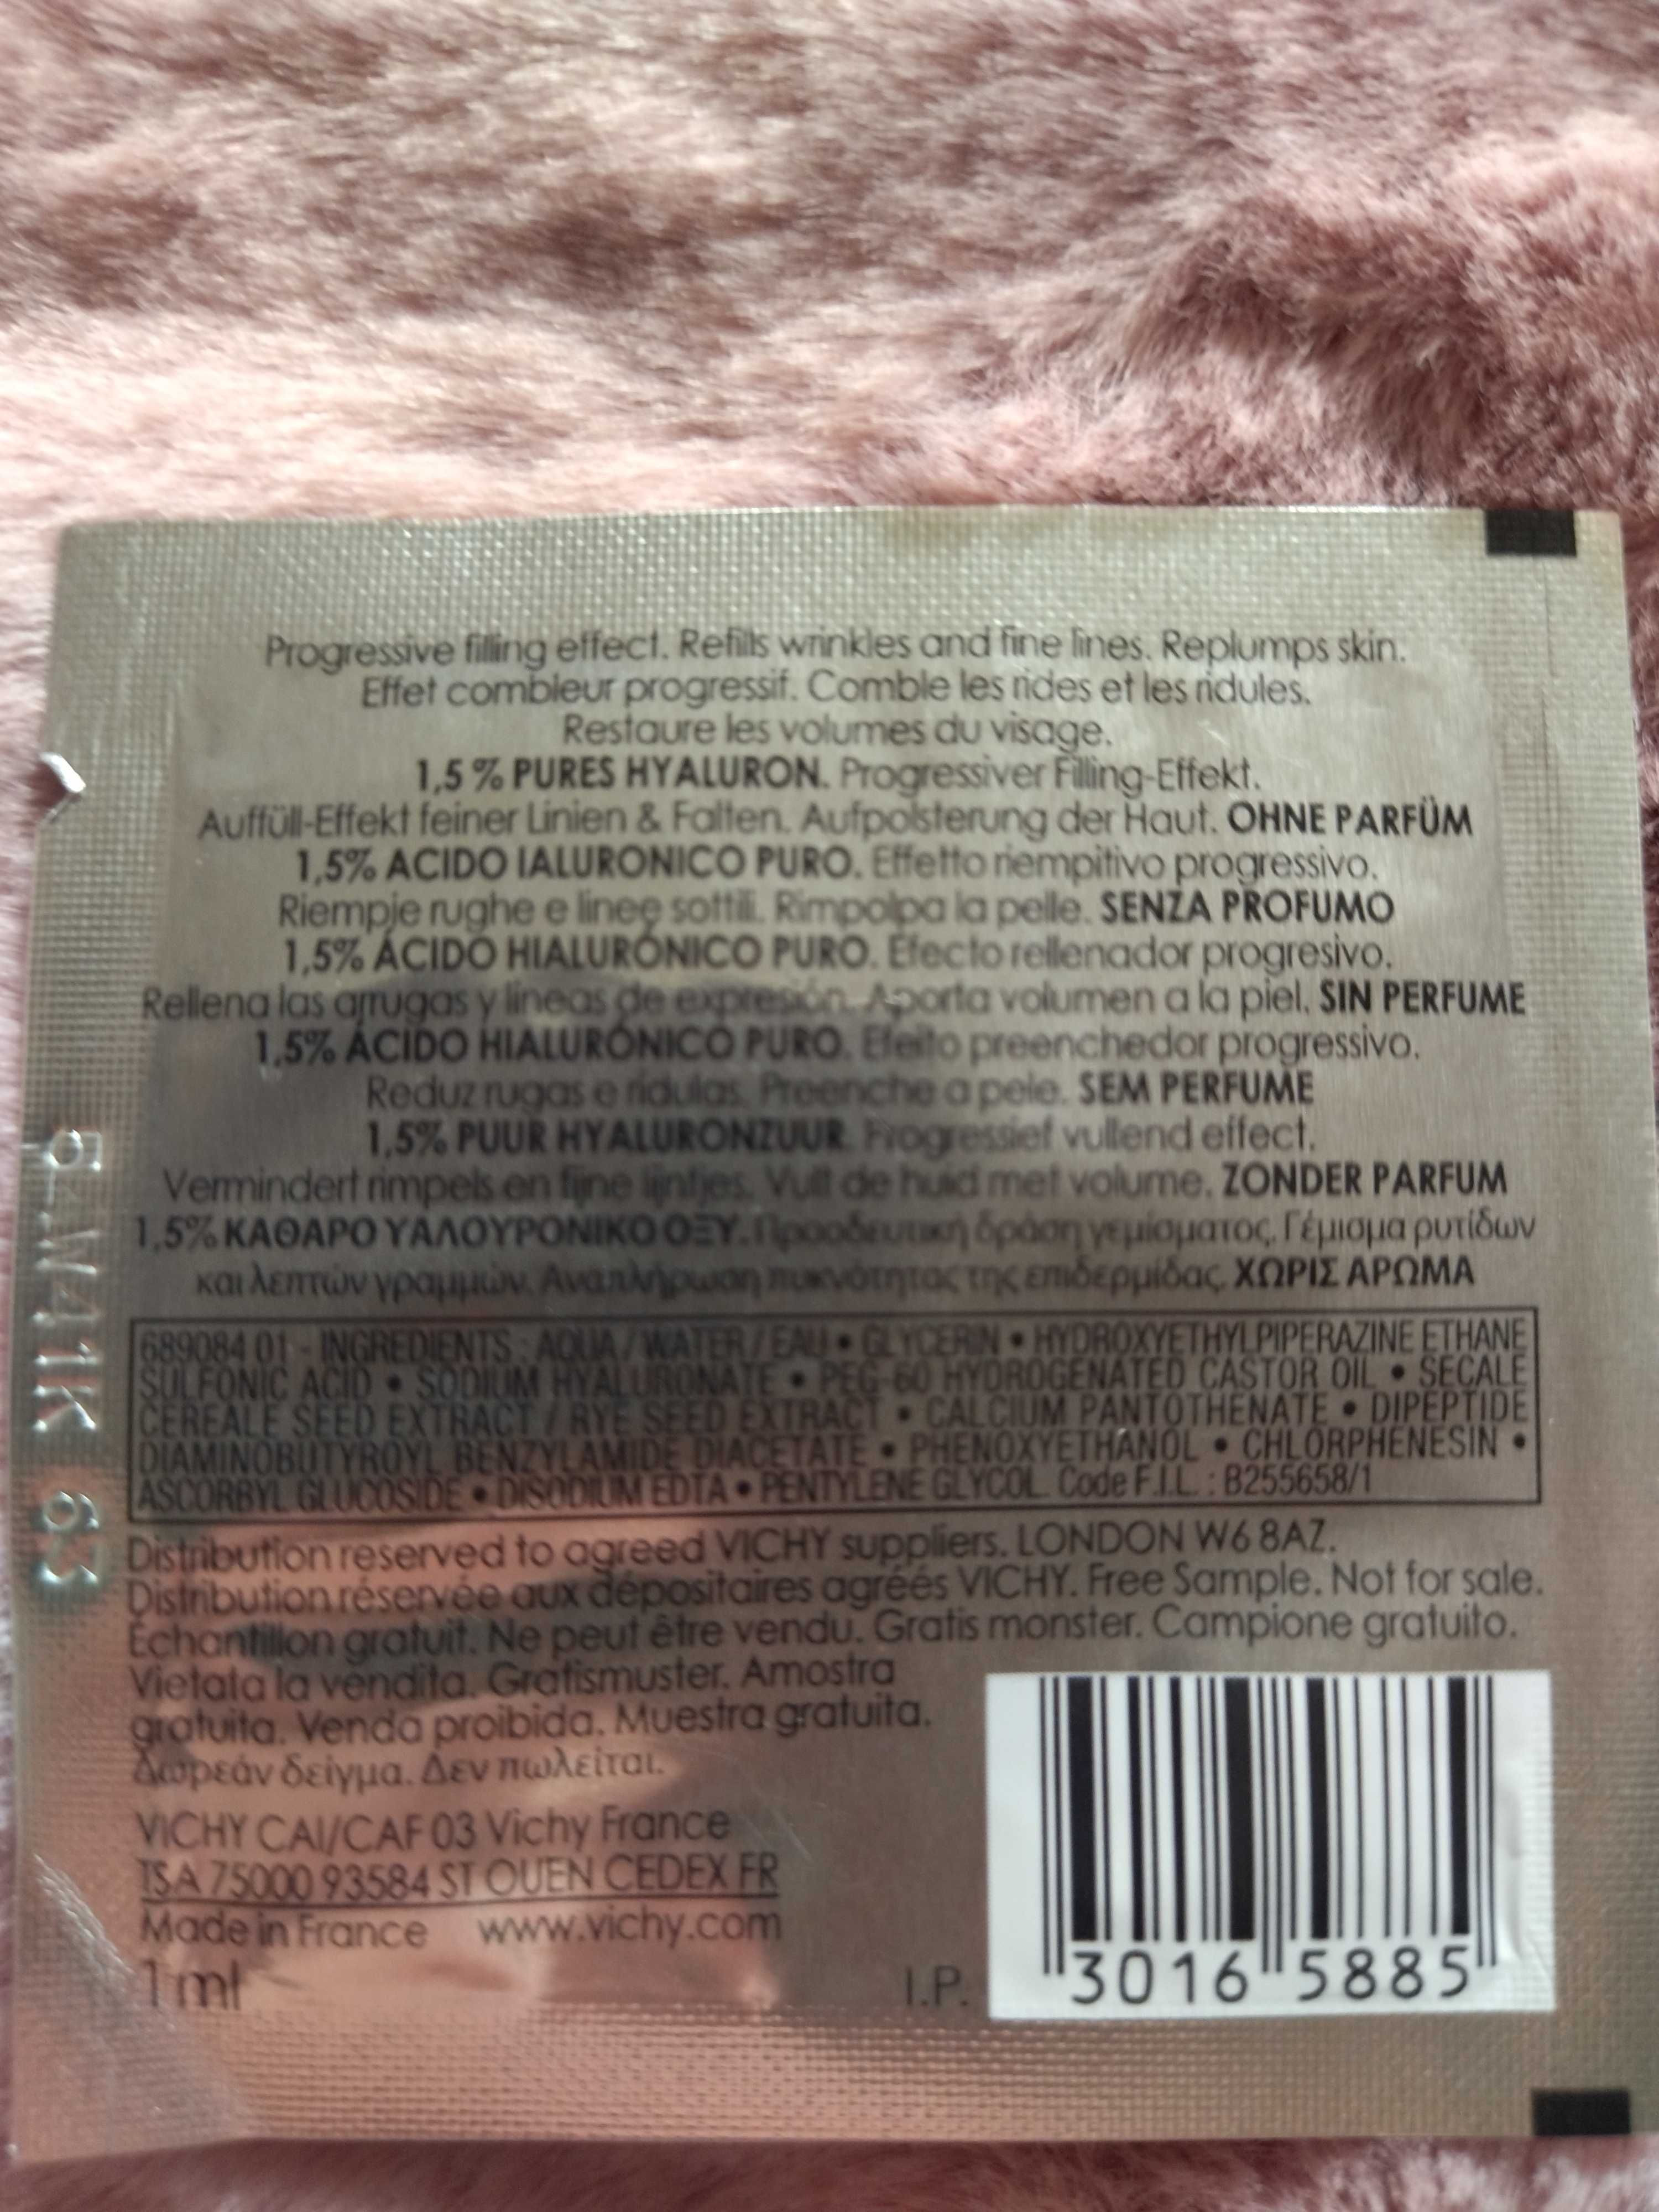 Progressive filling effect. Refills wrinkles and fine lines. Replumps skin.
Effet combleur progressif. Comble les rides et les ridules.
Restaure les volumes du visage.
1,5 % PURES HYALURON. Progressiver Filling-Effekt.
Auffüll-Effekt feiner Linien & Falten. Aufpolsterung der Haut. OHNE PARFÜM
1,5% ACIDO IALURONICO PURO. Effetto riempitivo progressivo.
Riempie rughe e linee sottili. Rimpolpa la pelle. SENZA PROFUMO
1,5% ÁCIDO HIALURÓNICO PURO. Efecto rellenador progresivo.
Rellena las arrugas y líneas de expresión. Aporta volumen a la piel. SIN PERFUME
1,5% ÁCIDO HIALURÓNICO PURO. Efeito preenchedor progressivo.
Reduz rugas e rídulas. Preenche a pele. SEM PERFUME
1,5% PUUR HYALURONZUUR. Progressief vullend effect.
Vermindert rimpels en fijne lijntjes. Vult de huid met volume. ZONDER PARFUM
1,5% ΚΑΘΑΡΟ ΥΑΛΟΥΡΟΝΙΚΟ ΟΞΥ. Προοδευτική δράση γεμίσματος. Γέμισμα ρυτίδων
και λεπτών γραμμών. Αναπλήρωση πυκνότητας της επιδερμίδας. ΧΩΡΙΣ ΑΡΩΜΑ
689084 01 - INGREDIENTS : AQUA / WATER / EAU • GLYCERIN • HYDROXYETHYLPIPERAZINE ETHANE
SULFONIC ACID • SODIUM HYALURONATE • PEG-60 HYDROGENATED CASTOR OIL • SECALE
CEREALE SEED EXTRACT / RYE SEED EXTRACT • CALCIUM PANTOTHENATE • DIPEPTIDE
DIAMINOBUTYROYL BENZYLAMIDE DIACETATE • PHENOXYETHANOL • CHLORPHENESIN •
ASCORBYL GLUCOSIDE • DISODIUM EDTA • PENTYLENE GLYCOL. Code F.I.L. : B255658/1
Distribution reserved to agreed VICHY suppliers. LONDON W6 8AZ.
Distribution réservée aux dépositaires agréés VICHY. Free Sample. Not for sale.
Échantillon gratuit. Ne peut être vendu. Gratis monster. Campione gratuito.
Vietata la vendita. Gratismuster. Amostra
gratuita. Venda proibida. Muestra gratuita.
Δωρεάν δείγμα. Δεν πωλείται.
VICHY CAI/CAF 03 Vichy France
TSA 75000 93584 ST OUEN CEDEX FR
Made in France www.vichy.com
1 ml
I.P.
3016 5885